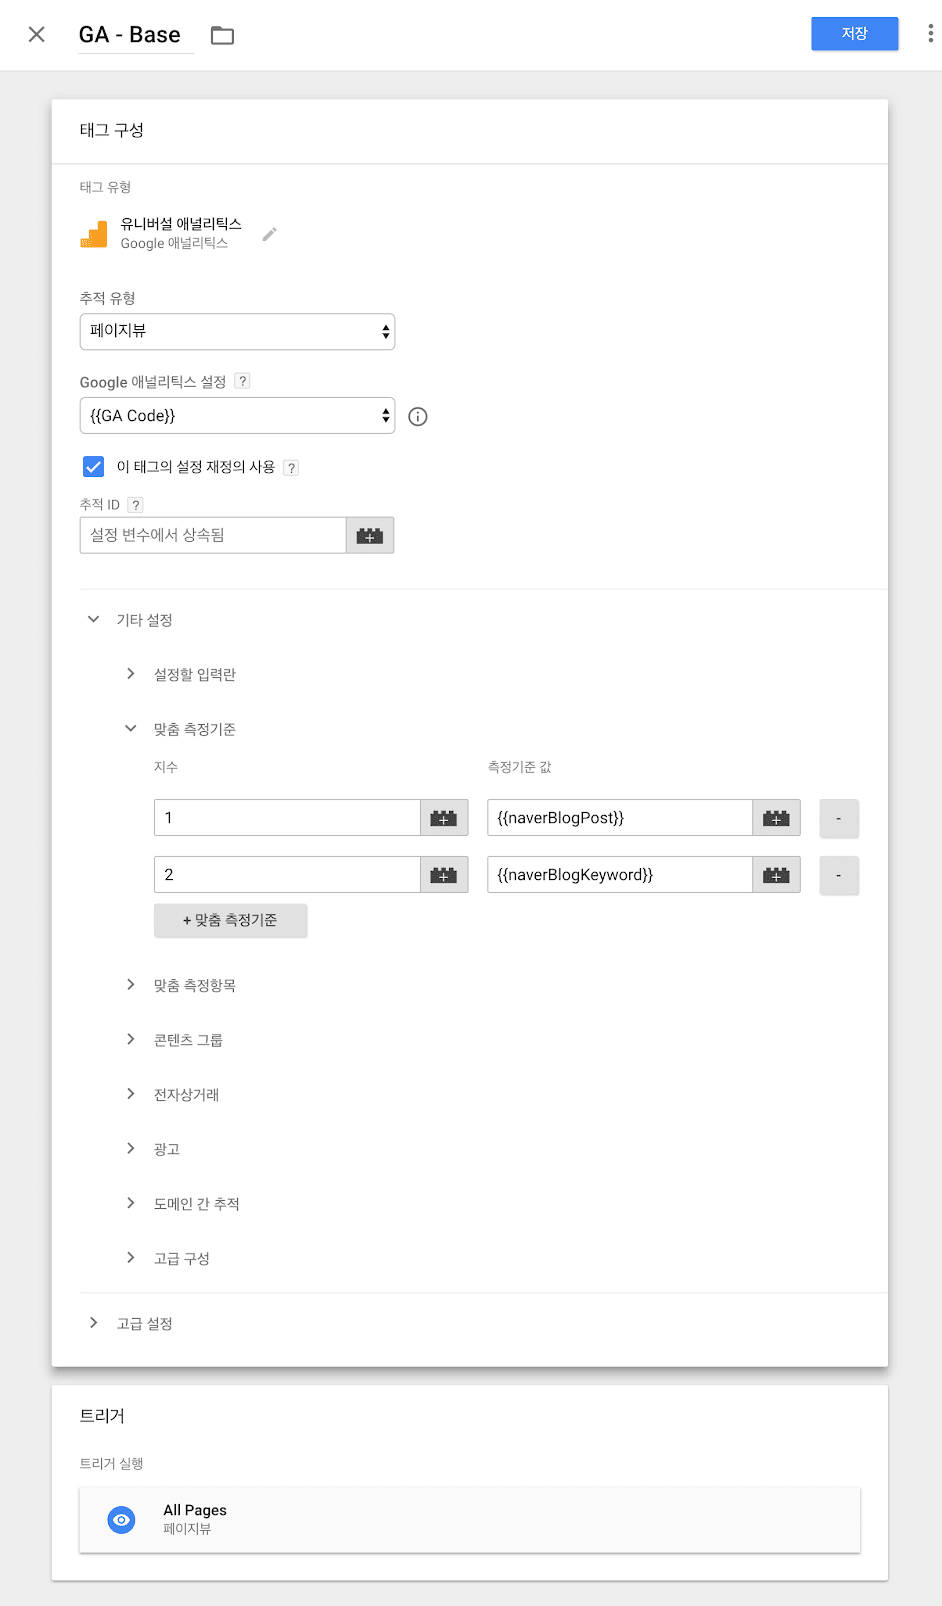 GA - Base
저장
태그 구성
태그 유형
유니버설 애널리틱스
Google 애널리틱스
추적 유형
페이지뷰
Google 애널리틱스 설정 ?
{{GA Code}}
이 태그의 설정 재정의 사용 ?
추적 ID ?
설정 변수에서 상속됨
기타 설정
설정할 입력란
맞춤 측정기준
지수 측정기준 값
1 {{naverBlogPost}} -
2 {{naverBlogKeyword}} -
+ 맞춤 측정기준
맞춤 측정항목
콘텐츠 그룹
전자상거래
광고
도메인 간 추적
고급 구성
고급 설정
트리거
트리거 실행
All Pages
페이지뷰